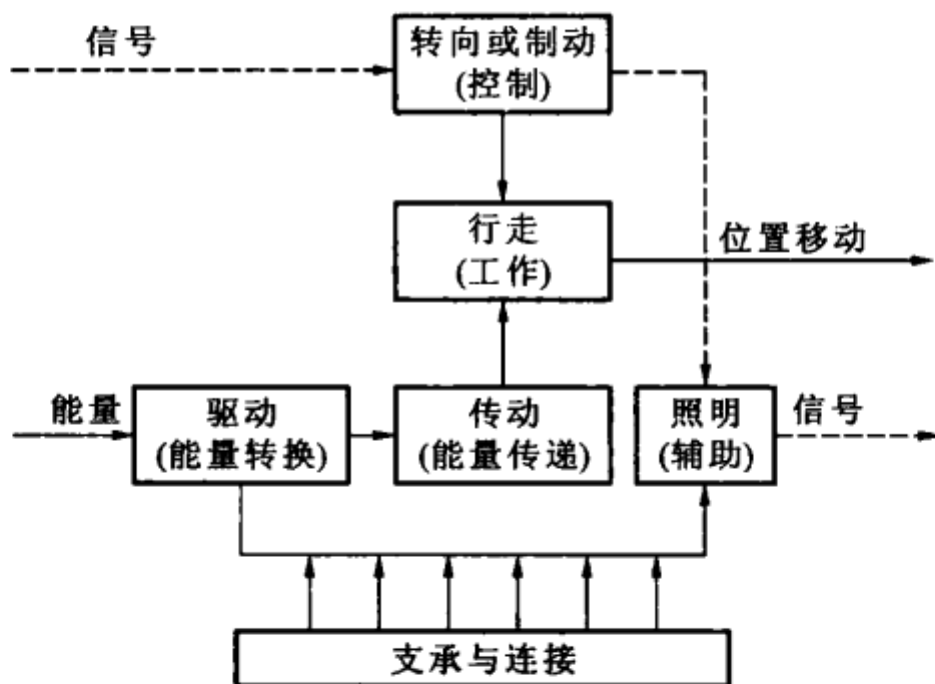 信号
转向或制动
(控制)
行走
(工作)
位置移动
能量
驱动
(能量转换)
传动
(能量传递)
照明
(辅助)
信号
支承与连接